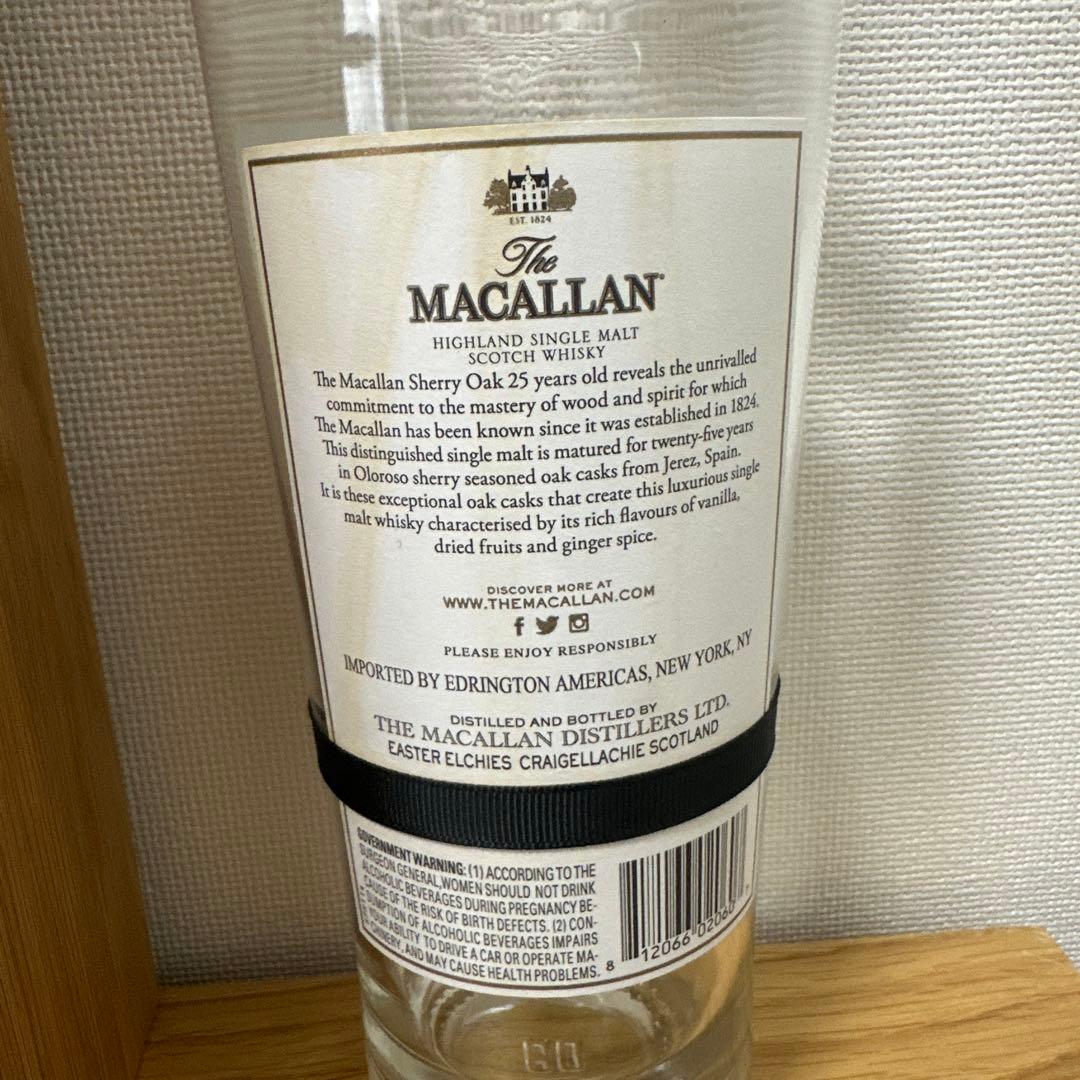 EST. 1824
The
MACALLAN
HIGHLAND SINGLE MALT
SCOTCH WHISKY
The Macallan Sherry Oak 25 years old reveals the unrivalled
commitment to the mastery of wood and spirit for which
The Macallan has been known since it was established in 1824.
This distinguished single malt is matured for twenty-five years
in Oloroso sherry seasoned oak casks from Jerez, Spain.
It is these exceptional oak casks that create this luxurious single
malt whisky characterised by its rich flavours of vanilla,
dried fruits and ginger spice.
DISCOVER MORE AT
WWW.THEMACALLAN.COM
PLEASE ENJOY RESPONSIBLY
IMPORTED BY EDRINGTON AMERICAS, NEW YORK, NY
DISTILLED AND BOTTLED BY
THE MACALLAN DISTILLERS LTD.
EASTER ELCHIES CRAIGELLACHIE SCOTLAND
GOVERNMENT WARNING: (1) ACCORDING TO THE
SURGEON GENERAL, WOMEN SHOULD NOT DRINK
ALCOHOLIC BEVERAGES DURING PREGNANCY BE-
CAUSE OF THE RISK OF BIRTH DEFECTS. (2) CON-
SUMPTION OF ALCOHOLIC BEVERAGES IMPAIRS
YOUR ABILITY TO DRIVE A CAR OR OPERATE MA-
CHINERY, AND MAY CAUSE HEALTH PROBLEMS.
8 12066 02060 7